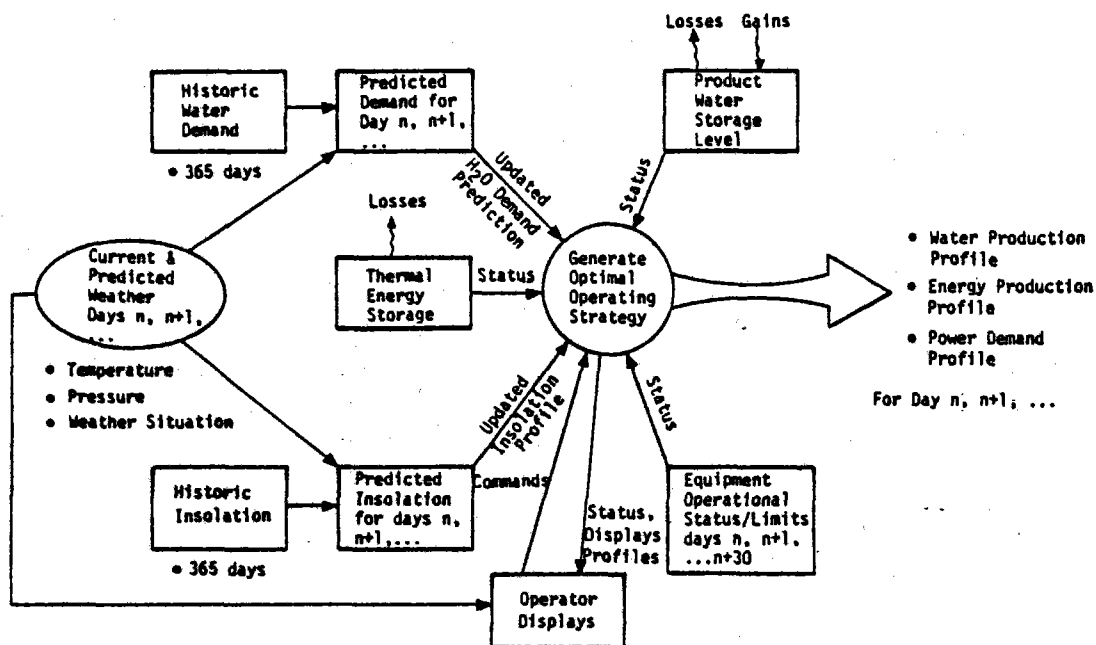 Losses Gains
Historic
Water
Demand
• 365 days
Predicted
Demand for
Day n, n+1,
...
Product
Water
Storage
Level
Updated
H₂O Demand
Prediction
Status
Losses
Current &
Predicted
Weather
Days n, n+1,
...
• Temperature
• Pressure
• Weather Situation
Thermal
Energy
Storage
Status
Generate
Optimal
Operating
Strategy
• Water Production
Profile
• Energy Production
Profile
• Power Demand
Profile
For Day n, n+1, ...
Updated
Insolation
Profile
Status
Historic
Insolation
• 365 days
Predicted
Insolation
for days n,
n+1,...
Commands
Status,
Displays
Profiles
Equipment
Operational
Status/Limits
days n, n+1,
...n+30
Operator
Displays